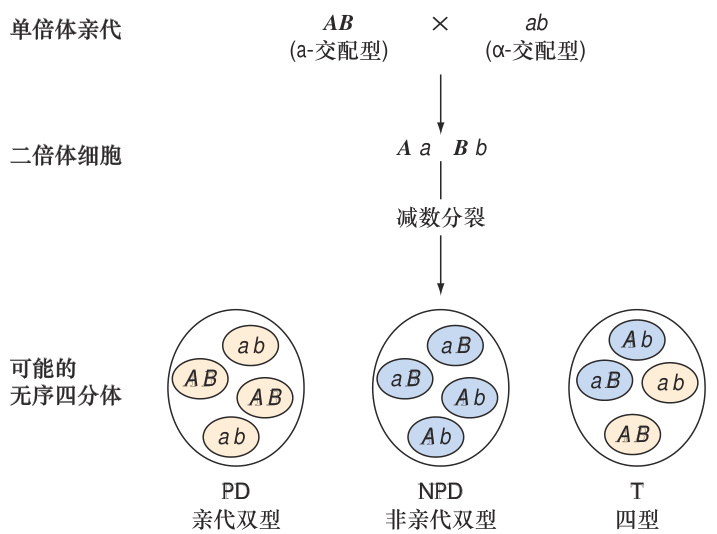 单倍体亲代
AB × ab
(a-交配型) (α-交配型)
二倍体细胞
A a B b
减数分裂
可能的
无序四分体
ab
AB
AB
ab
aB
aB
Ab
Ab
Ab
aB
ab
AB
PD NPD T
亲代双型 非亲代双型 四型